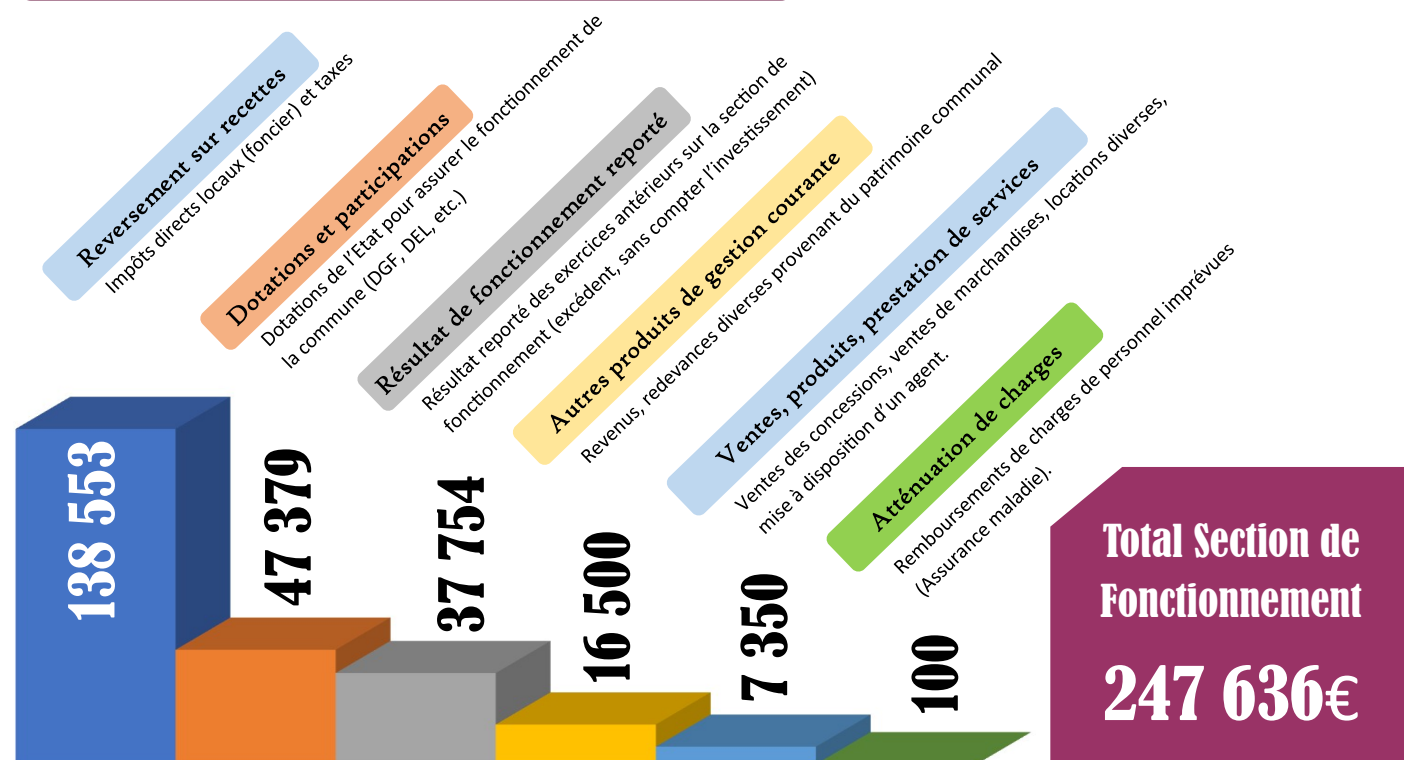 Reversement sur recettes
Impôts directs locaux (foncier) et taxes
Dotations et participations
Dotations de l'Etat pour assurer le fonctionnement de
la commune (DGF, DEL, etc.)
Résultat de fonctionnement reporté
Résultat reporté des exercices antérieurs sur la section de
fonctionnement (excédent, sans compter l'investissement)
Autres produits de gestion courante
Revenus, redevances diverses provenant du patrimoine communal
Ventes, produits, prestation de services
Ventes des concessions, ventes de marchandises, locations diverses,
mise à disposition d'un agent.
Atténuation de charges
Remboursements de charges de personnel imprévues
(Assurance maladie).
138 553
47 379
37 754
16 500
7 350
100
Total Section de
Fonctionnement
247 636€